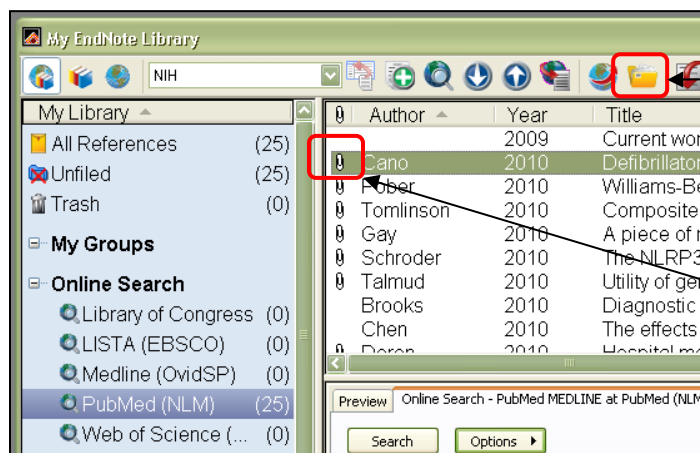 My EndNote Library
NIH
My Library
All References (25)
Unfiled (25)
Trash (0)
My Groups
Online Search
Library of Congress (0)
LISTA (EBSCO) (0)
Medline (OvidSP) (0)
PubMed (NLM) (25)
Web of Science (... (0)
Author Year Title
2009 Current wor
Cano 2010 Defibrillator
Pober 2010 Williams-Be
Tomlinson 2010 Composite
Gay 2010 A piece of
Schroder 2010 The NLRP3
Talmud 2010 Utility of ge
Brooks 2010 Diagnostic
Chen 2010 The effects
2010 Hospital
Preview Online Search - PubMed MEDLINE at PubMed (NLM
Search Options